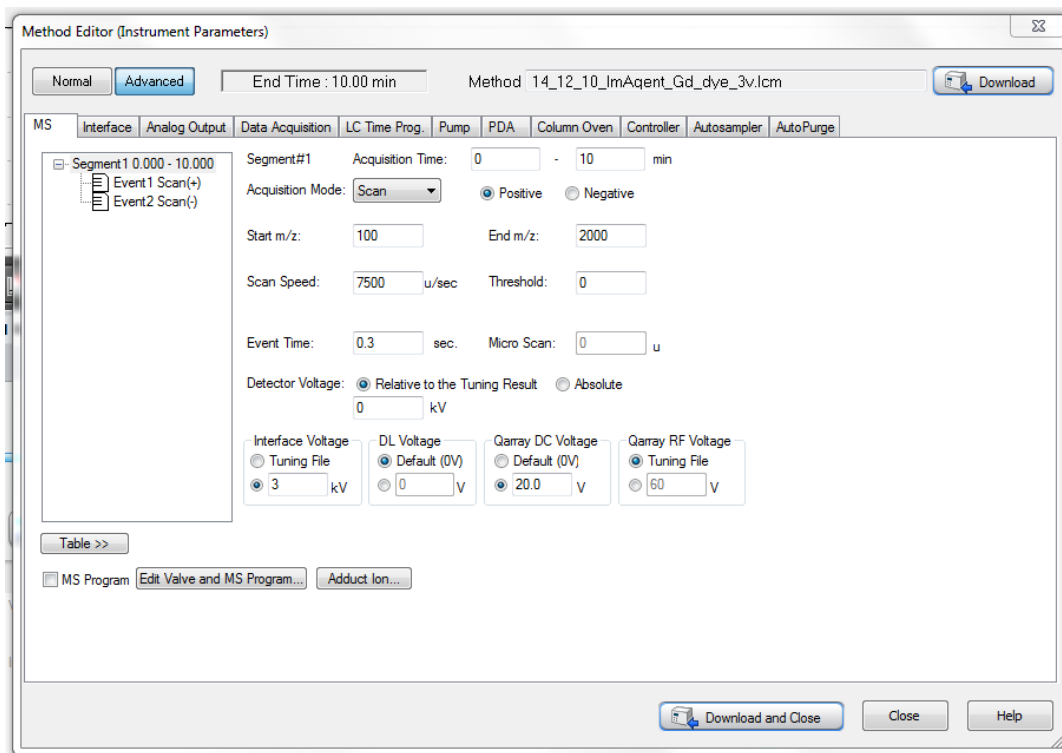 Method Editor (Instrument Parameters)
Normal Advanced End Time : 10.00 min Method 14_12_10_ImAgent_Gd_dye_3v.lcm Download
MS Interface Analog Output Data Acquisition LC Time Prog. Pump PDA Column Oven Controller Autosampler AutoPurge
Segment1 0.000 - 10.000
Event1 Scan(+)
Event2 Scan(-)
Segment#1 Acquisition Time: 0 - 10 min
Acquisition Mode: Scan Positive Negative
Start m/z: 100 End m/z: 2000
Scan Speed: 7500 u/sec Threshold: 0
Event Time: 0.3 sec. Micro Scan: 0 u
Detector Voltage: Relative to the Tuning Result Absolute
0 kV
Interface Voltage DL Voltage Qarray DC Voltage Qarray RF Voltage
Tuning File Default (0V) Default (0V) Tuning File
3 kV 0 V 20.0 V 60 V
Table >>
MS Program Edit Valve and MS Program... Adduct Ion...
Download and Close Close Help